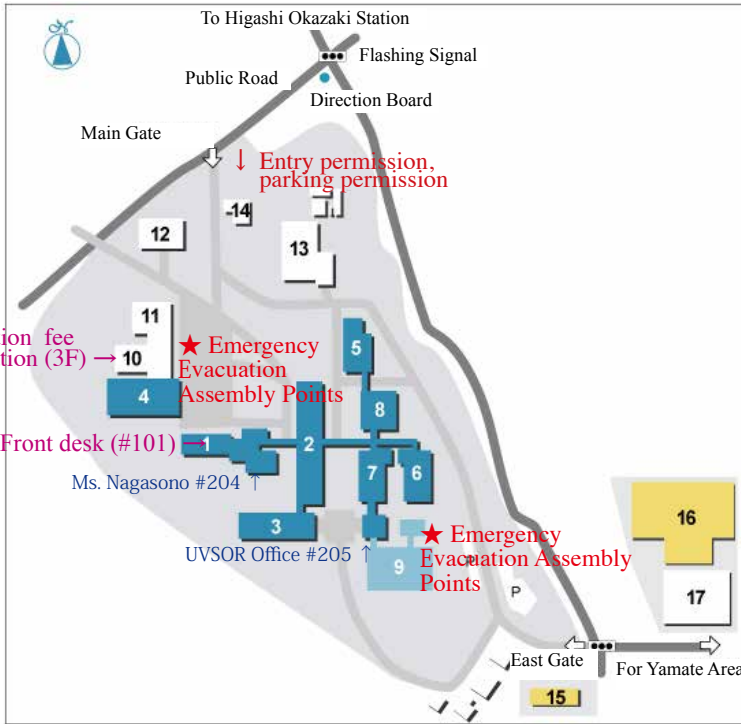 To Higashi Okazaki Station
Flashing Signal
Public Road
Direction Board
Main Gate
↓ Entry permission,
parking permission
14
12
13
11
ion fee
tion (3F) → 10
★ Emergency
Evacuation
Assembly Points
5
4
8
Front desk (#101) →
1
2
7
6
Ms. Nagasono #204 ↑
3
UVSOR Office #205 ↑
★ Emergency
Evacuation Assembly
Points
9
P
P
16
17
East Gate
For Yamate Area
15